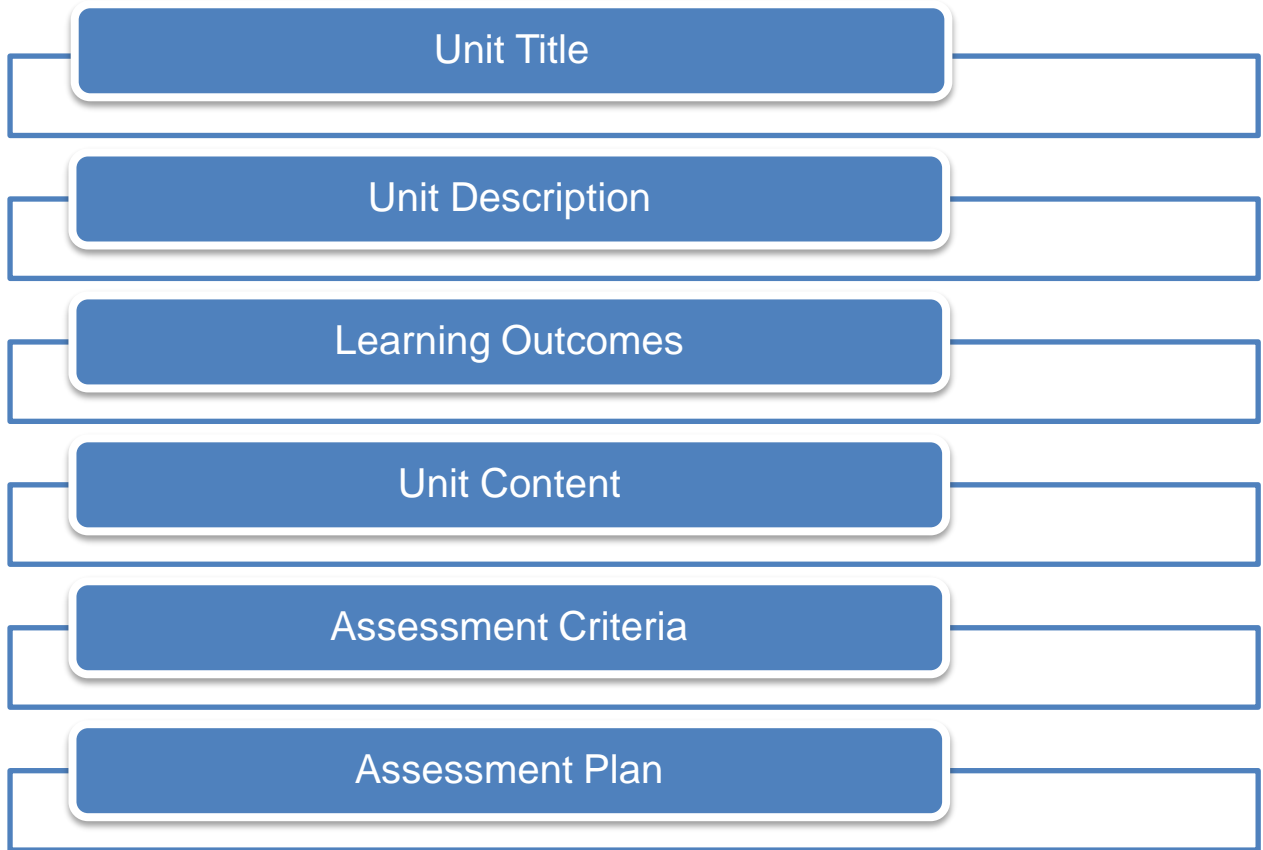 Unit Title
Unit Description
Learning Outcomes
Unit Content
Assessment Criteria
Assessment Plan